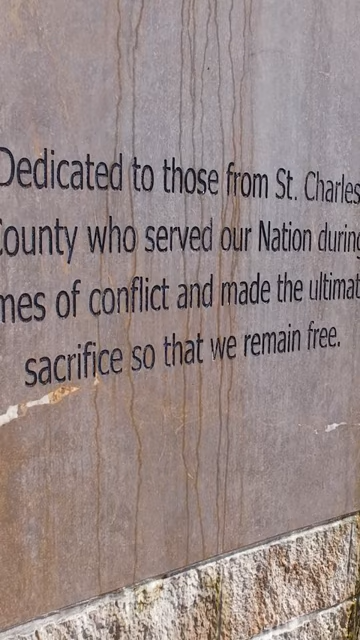 Dedicated to those from St. Charles
County who served our Nation during
mes of conflict and made the ultimat
sacrifice so that we remain free.